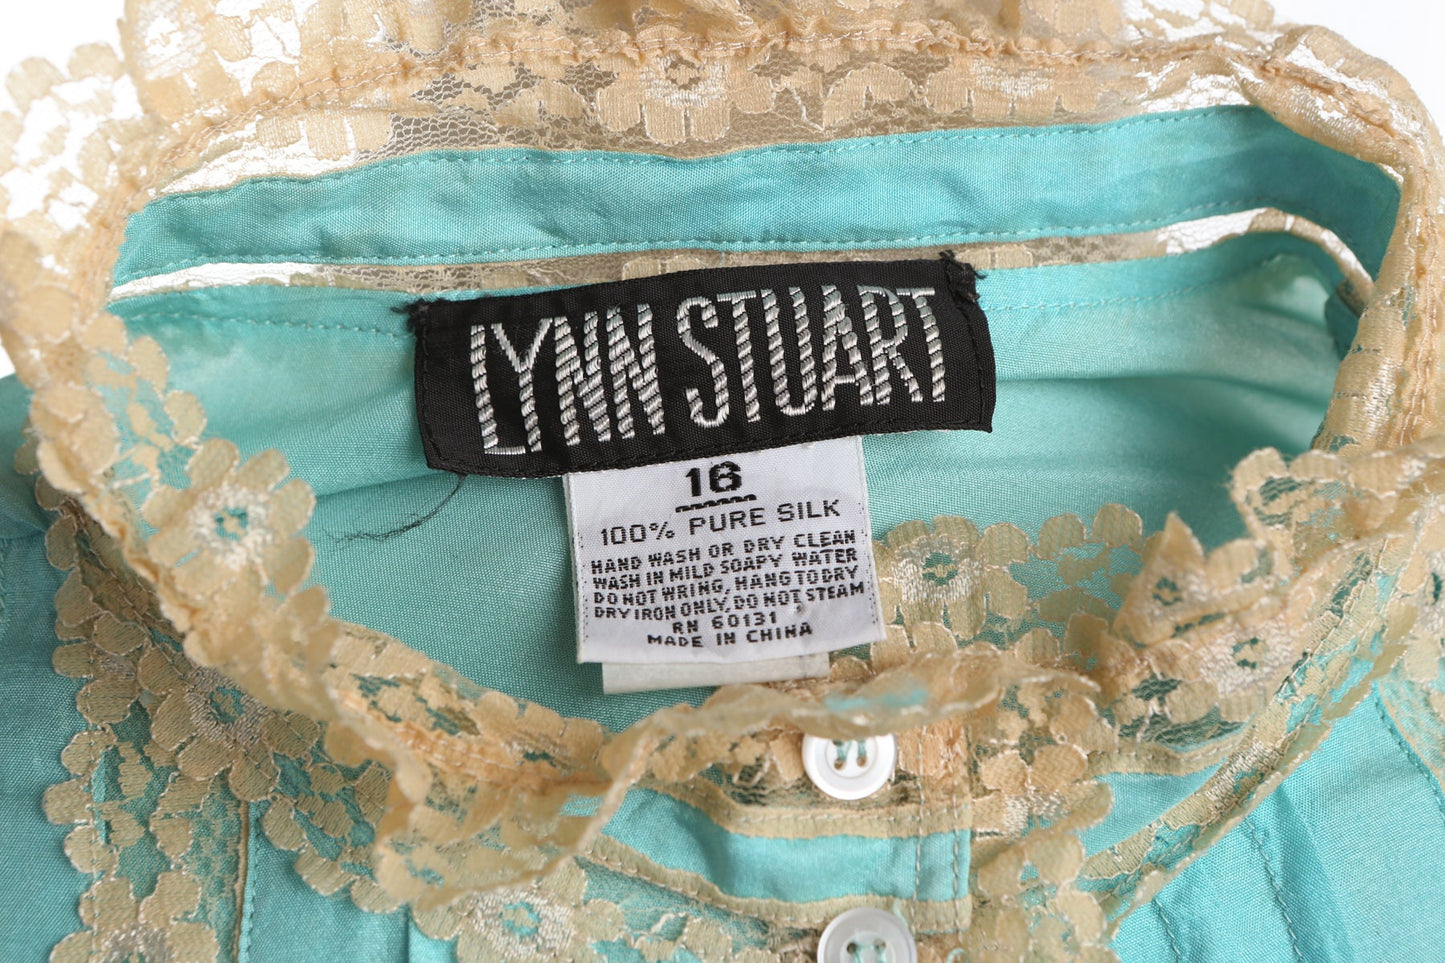 LYNN STUART
16
100% PURE SILK
HAND WASH OR DRY CLEAN
WASH IN MILD SOAPY WATER
DO NOT WRING, HANG TO DRY
DRY IRON ONLY, DO NOT STEAM
RN 60131
MADE IN CHINA